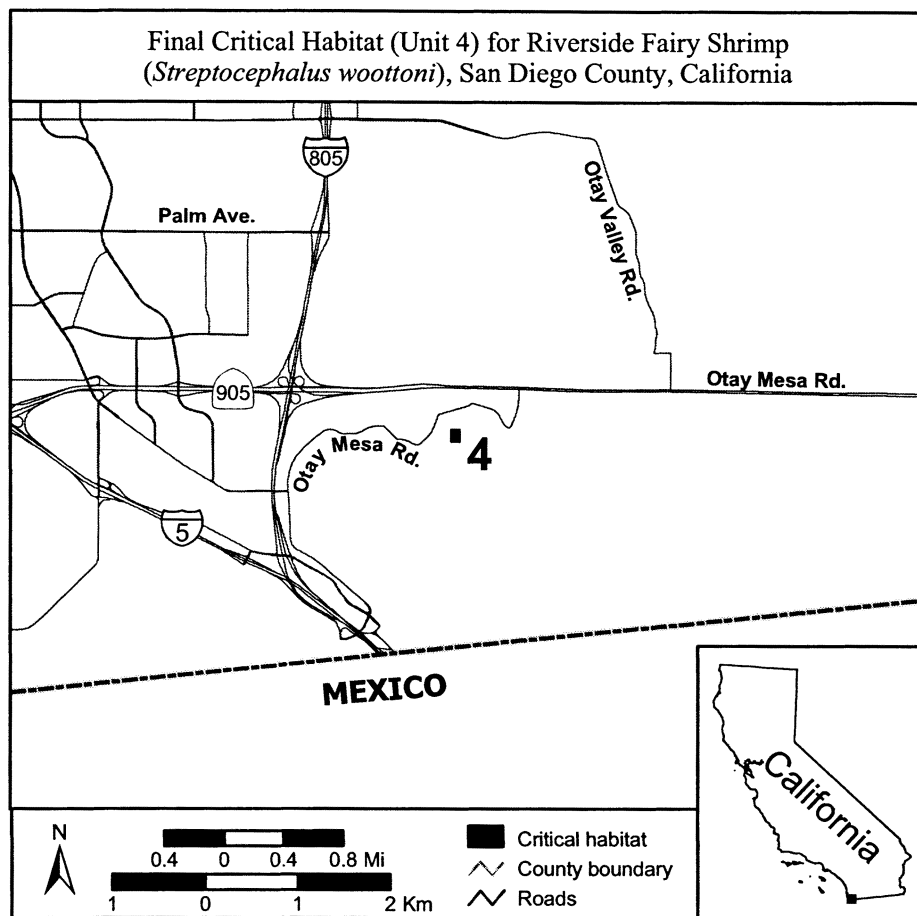 Final Critical Habitat (Unit 4) for Riverside Fairy Shrimp
(Streptocephalus woottoni), San Diego County, California
805
Otay Valley Rd.
Palm Ave.
905
Otay Mesa Rd.
Otay Mesa Rd.
4
5
MEXICO
California
N
0.4 0 0.4 0.8 Mi
1 0 1 2 Km
Critical habitat
County boundary
Roads